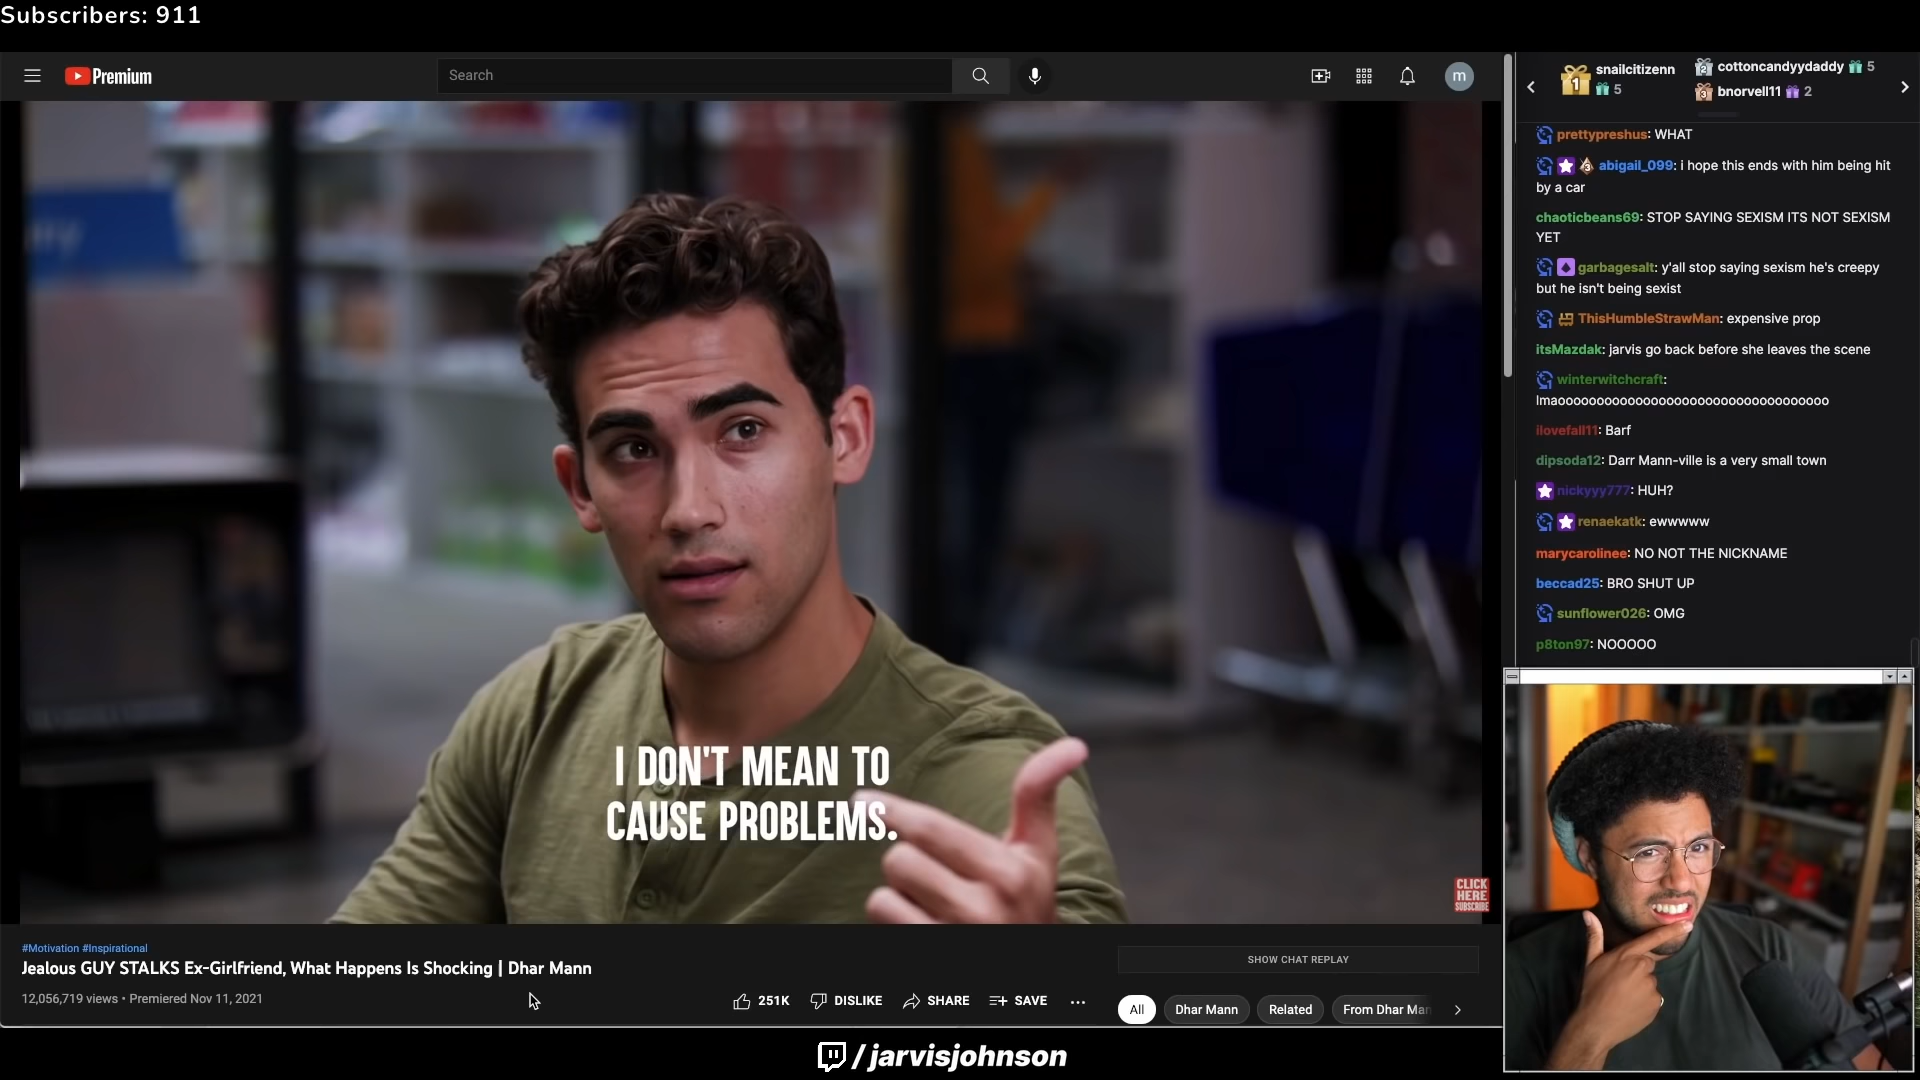 Subscribers: 911
Premium
Search
m
I DON'T MEAN TO
CAUSE PROBLEMS.
CLICK
HERE
SUBSCRIBE
#Motivation #Inspirational
Jealous GUY STALKS Ex-Girlfriend, What Happens Is Shocking | Dhar Mann
12,056,719 views • Premiered Nov 11, 2021
251K
DISLIKE
SHARE
SAVE
SHOW CHAT REPLAY
All
Dhar Mann
Related
From Dhar Man
/jarvisjohnson
1 snailcitizenn
5
2 cottoncandyydaddy 5
3 bnorvell11 2
prettypreshus: WHAT
abigail_099: i hope this ends with him being hit
by a car
chaoticbeans69: STOP SAYING SEXISM ITS NOT SEXISM
YET
garbagesalt: y'all stop saying sexism he's creepy
but he isn't being sexist
ThisHumbleStrawMan: expensive prop
itsMazdak: jarvis go back before she leaves the scene
winterwitchcraft:
lmaooooooooooooooooooooooooooooooooooo
ilovefall11: Barf
dipsoda12: Darr Mann-ville is a very small town
nickyyy777: HUH?
renaekatk: ewwwww
marycarolinee: NO NOT THE NICKNAME
beccad25: BRO SHUT UP
sunflower026: OMG
p8ton97: NOOOOO